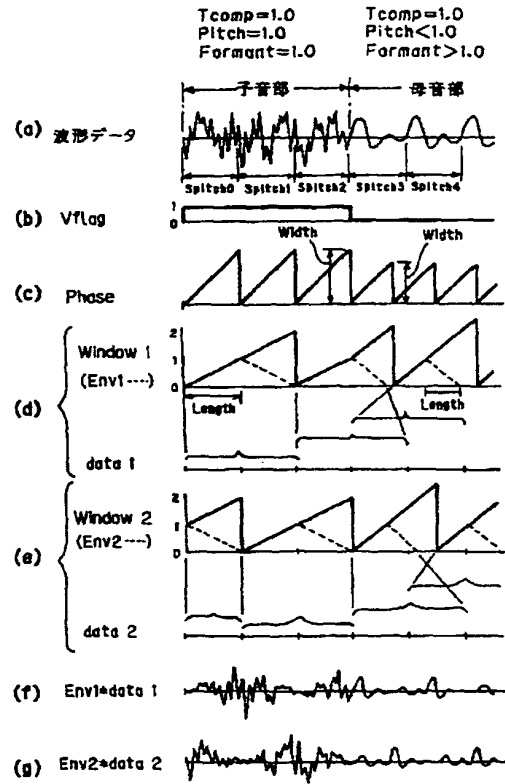 Tcomp=1.0 Tcomp=1.0
Pitch=1.0 Pitch<1.0
Formant=1.0 Formant>1.0
子音部 母音部
(a) 波形データ
Spitch0 Spitch1 Spitch2 Spitch3 Spitch4
(b) Vflag 1 0
Width Width
(c) Phase
(d) Window 1 2 1 0
(Env1----)
Length Length
data 1
(e) Window 2 2 1 0
(Env2----)
data 2
(f) Env1*data 1
(g) Env2*data 2